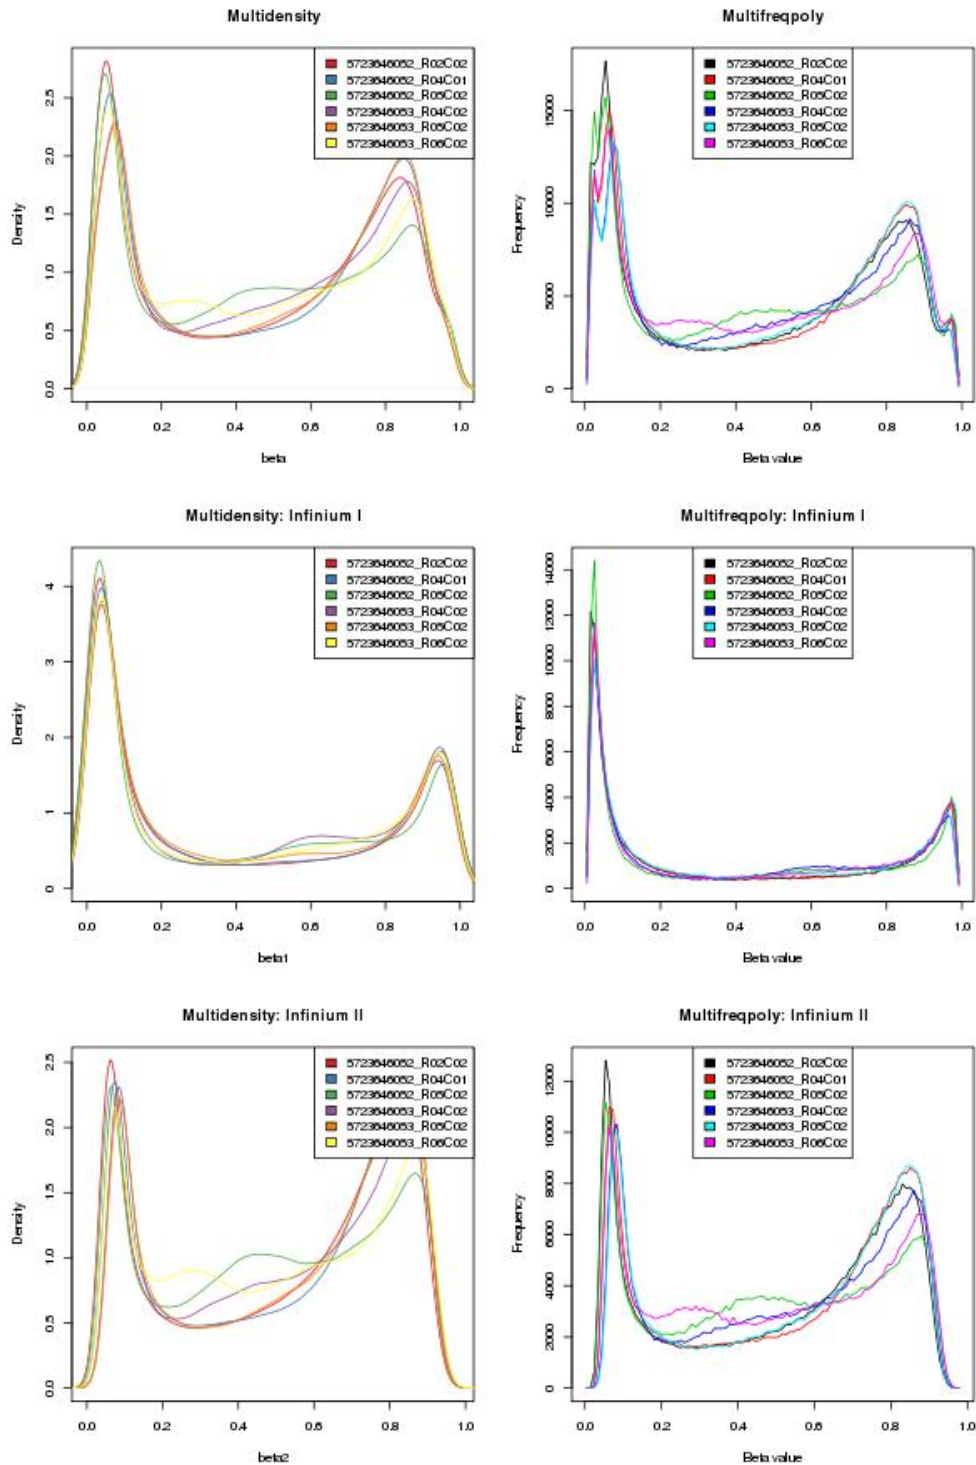 Multidensity
5723646052_R02C02
5723646052_R04C01
5723646052_R05C02
5723646053_R04C02
5723646053_R05C02
5723646053_R06C02
Density
0.0 0.5 1.0 1.5 2.0 2.5
0.0 0.2 0.4 0.6 0.8 1.0
beta
Multifreqpoly
5723646052_R02C02
5723646052_R04C01
5723646052_R05C02
5723646053_R04C02
5723646053_R05C02
5723646053_R06C02
Frequency
0 5000 10000 15000
0.0 0.2 0.4 0.6 0.8 1.0
Beta value
Multidensity: Infinium I
5723646052_R02C02
5723646052_R04C01
5723646052_R05C02
5723646053_R04C02
5723646053_R05C02
5723646053_R06C02
Density
0 1 2 3 4
0.0 0.2 0.4 0.6 0.8 1.0
beta1
Multifreqpoly: Infinium I
5723646052_R02C02
5723646052_R04C01
5723646052_R05C02
5723646053_R04C02
5723646053_R05C02
5723646053_R06C02
Frequency
0 2000 4000 6000 8000 10000 12000 14000
0.0 0.2 0.4 0.6 0.8 1.0
Beta value
Multidensity: Infinium II
5723646052_R02C02
5723646052_R04C01
5723646052_R05C02
5723646053_R04C02
5723646053_R05C02
5723646053_R06C02
Density
0.0 0.5 1.0 1.5 2.0 2.5
0.0 0.2 0.4 0.6 0.8 1.0
beta2
Multifreqpoly: Infinium II
5723646052_R02C02
5723646052_R04C01
5723646052_R05C02
5723646053_R04C02
5723646053_R05C02
5723646053_R06C02
Frequency
0 2000 4000 6000 8000 10000 12000
0.0 0.2 0.4 0.6 0.8 1.0
Beta value